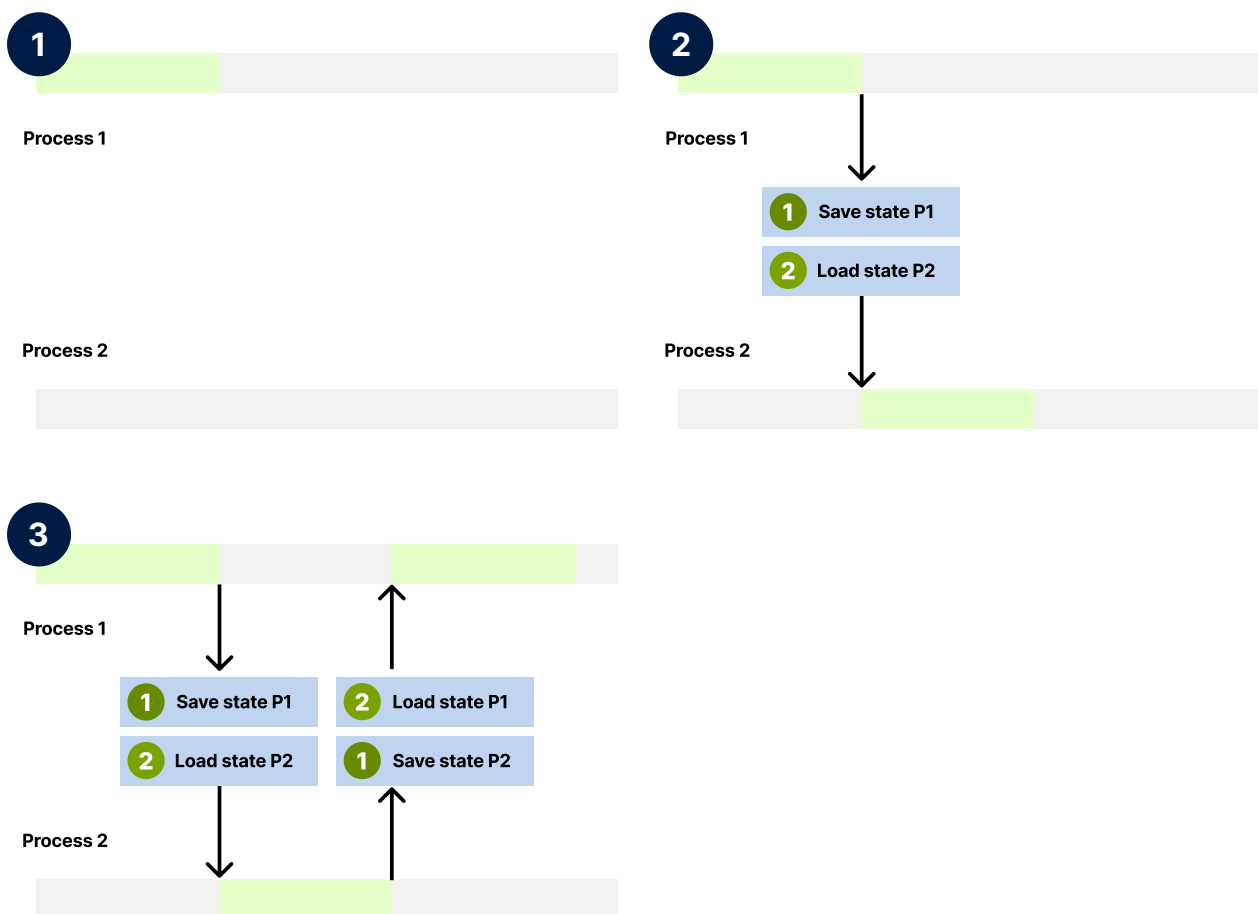 1
Process 1
Process 2
2
Process 1
1 Save state P1
2 Load state P2
Process 2
3
Process 1
1 Save state P1
2 Load state P2
2 Load state P1
1 Save state P2
Process 2